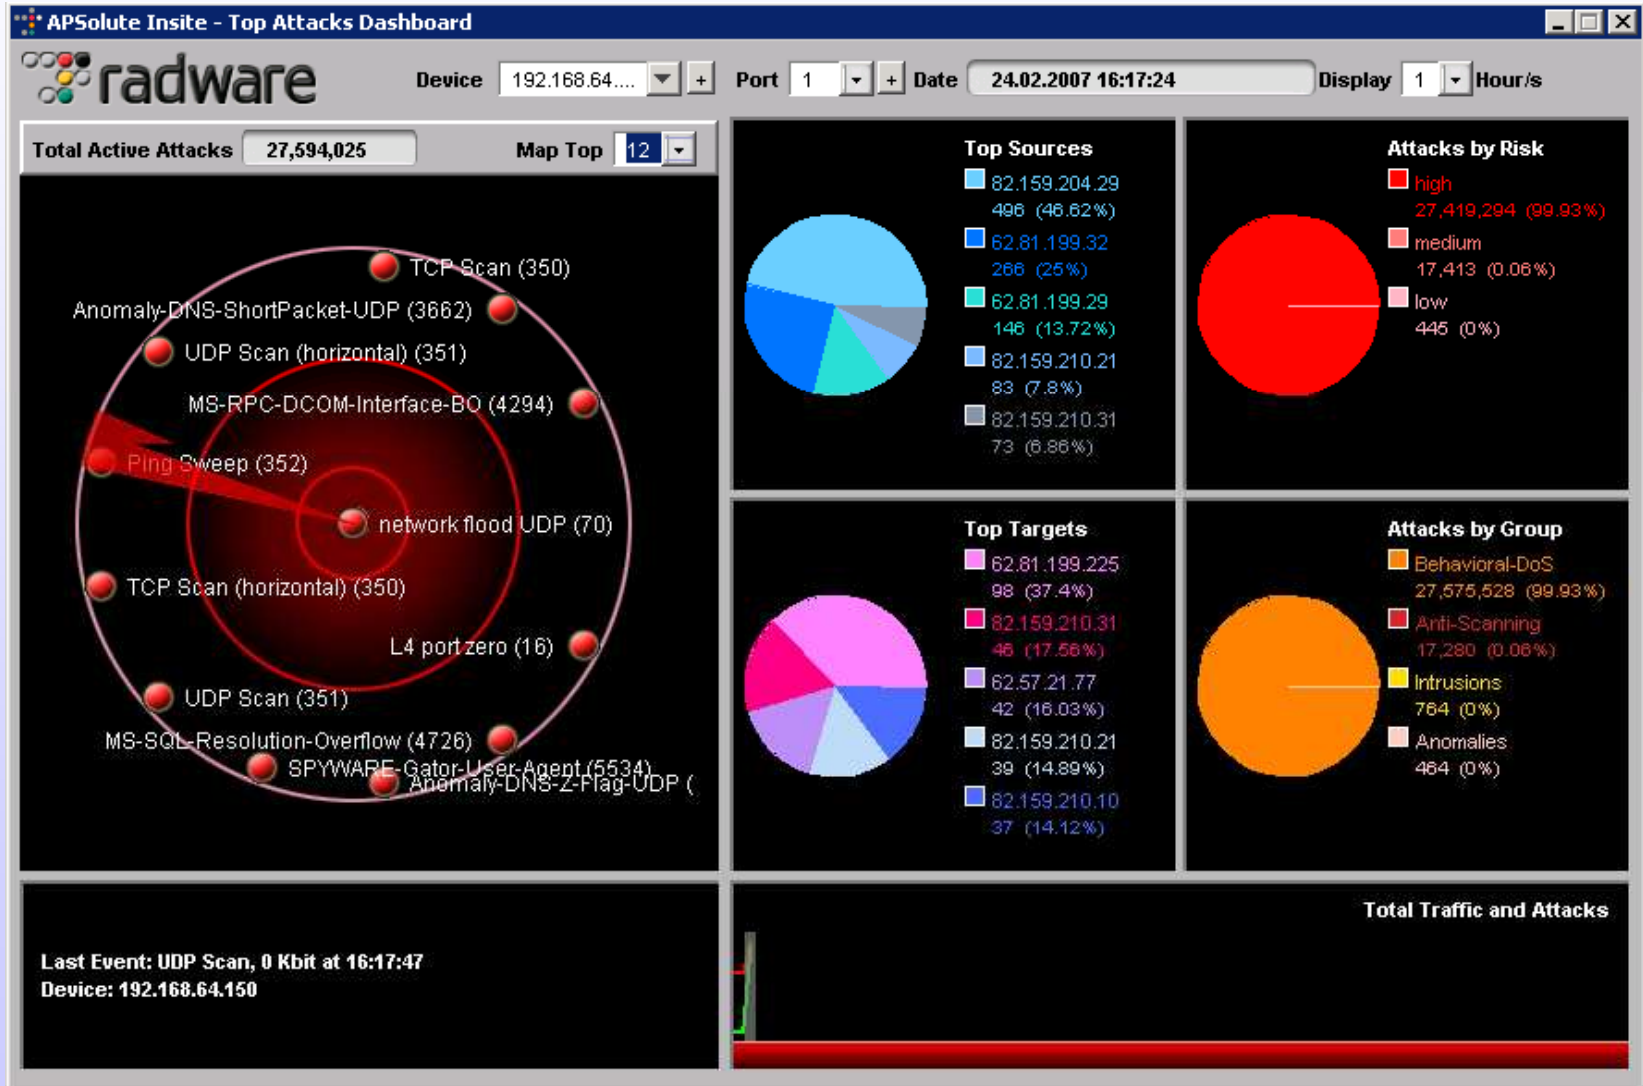 APSolute Insite - Top Attacks Dashboard
radware
Device 192.168.64.... + Port 1 + Date 24.02.2007 16:17:24 Display 1 Hour/s
Total Active Attacks 27,594,025 Map Top 12
TCP Scan (350)
Anomaly-DNS-ShortPacket-UDP (3662)
UDP Scan (horizontal) (351)
MS-RPC-DCOM-Interface-BO (4294)
Ping Sweep (352)
network flood UDP (70)
TCP Scan (horizontal) (350)
L4 port zero (16)
UDP Scan (351)
MS-SQL-Resolution-Overflow (4726)
SPYWARE-Gator-User-Agent (5534)
Anomaly-DNS-Z-Flag-UDP (
Top Sources
82.159.204.29
496 (46.62%)
62.81.199.32
266 (25%)
62.81.199.29
146 (13.72%)
82.159.210.21
83 (7.8%)
82.159.210.31
73 (6.86%)
Attacks by Risk
high
27,419,294 (99.93%)
medium
17,413 (0.06%)
low
445 (0%)
Top Targets
62.81.199.225
98 (37.4%)
82.159.210.31
46 (17.56%)
62.57.21.77
42 (16.03%)
82.159.210.21
39 (14.89%)
82.159.210.10
37 (14.12%)
Attacks by Group
Behavioral-DoS
27,575,528 (99.93%)
Anti-Scanning
17,280 (0.06%)
Intrusions
764 (0%)
Anomalies
464 (0%)
Last Event: UDP Scan, 0 Kbit at 16:17:47
Device: 192.168.64.150
Total Traffic and Attacks